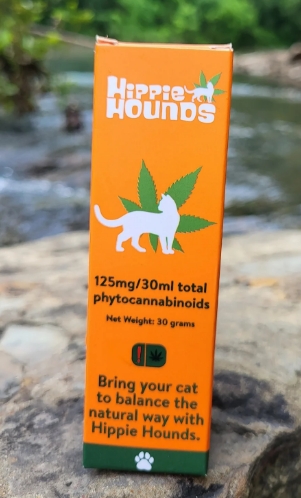 Hippie
HOUNDS
125mg/30ml total
phytocannabinoids
Net Weight: 30 grams
Bring your cat
to balance the
natural way with
Hippie Hounds.